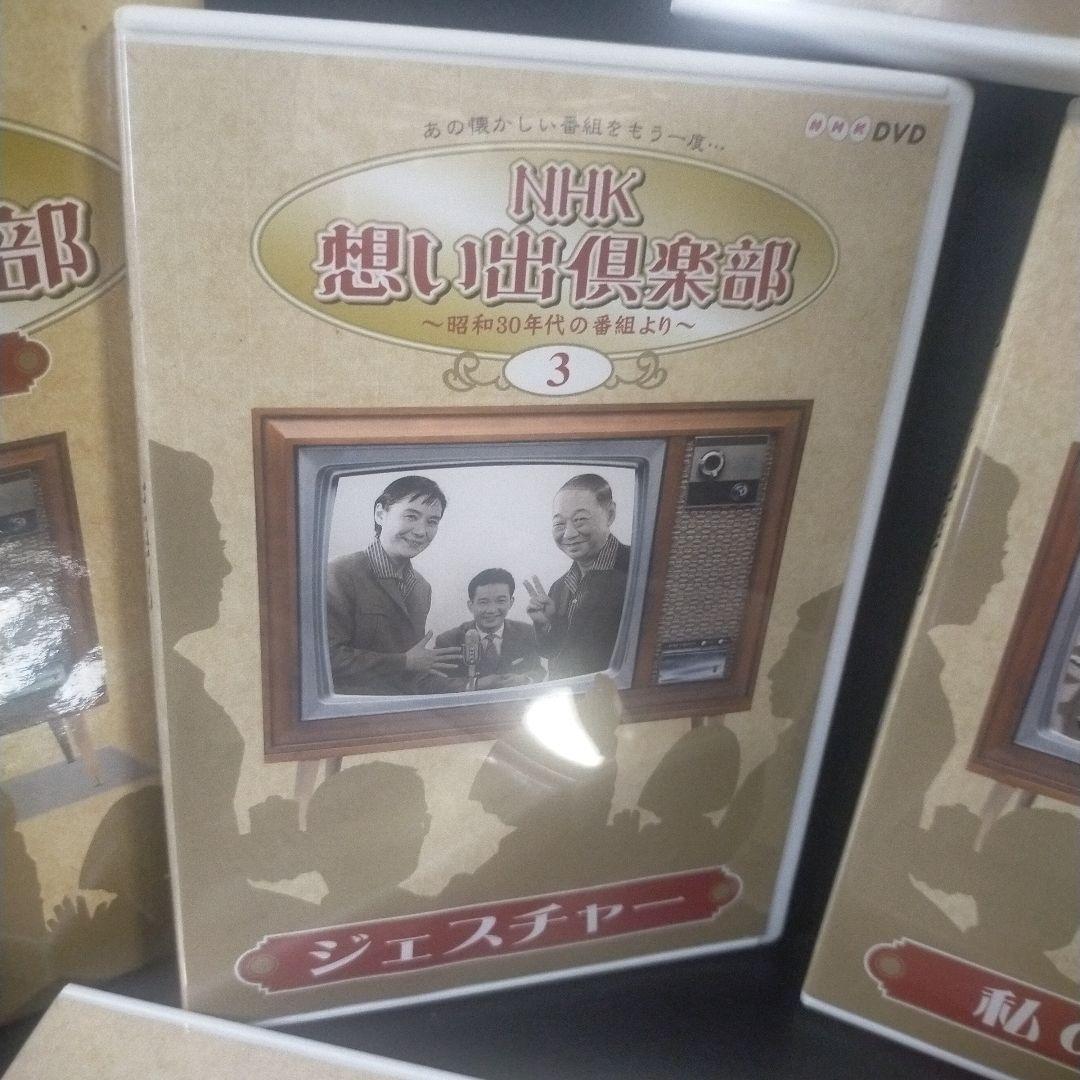 あの懐かしい番組をもう一度…
NHK DVD
NHK
想い出倶楽部
～昭和30年代の番組より～
3
ジェスチャー
部
私の